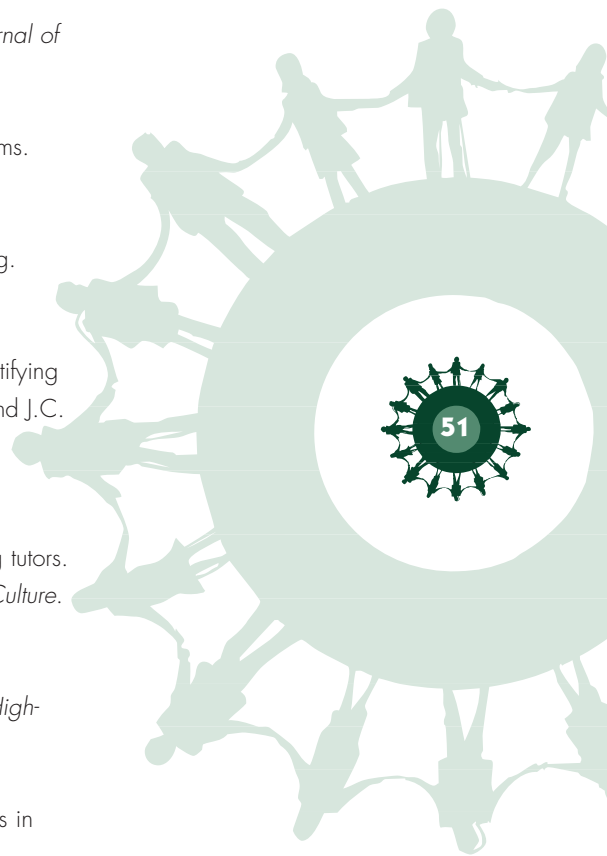 rnal of
ms.
g.
tifying
nd J.C.
51
g tutors.
Culture.
High-
s in